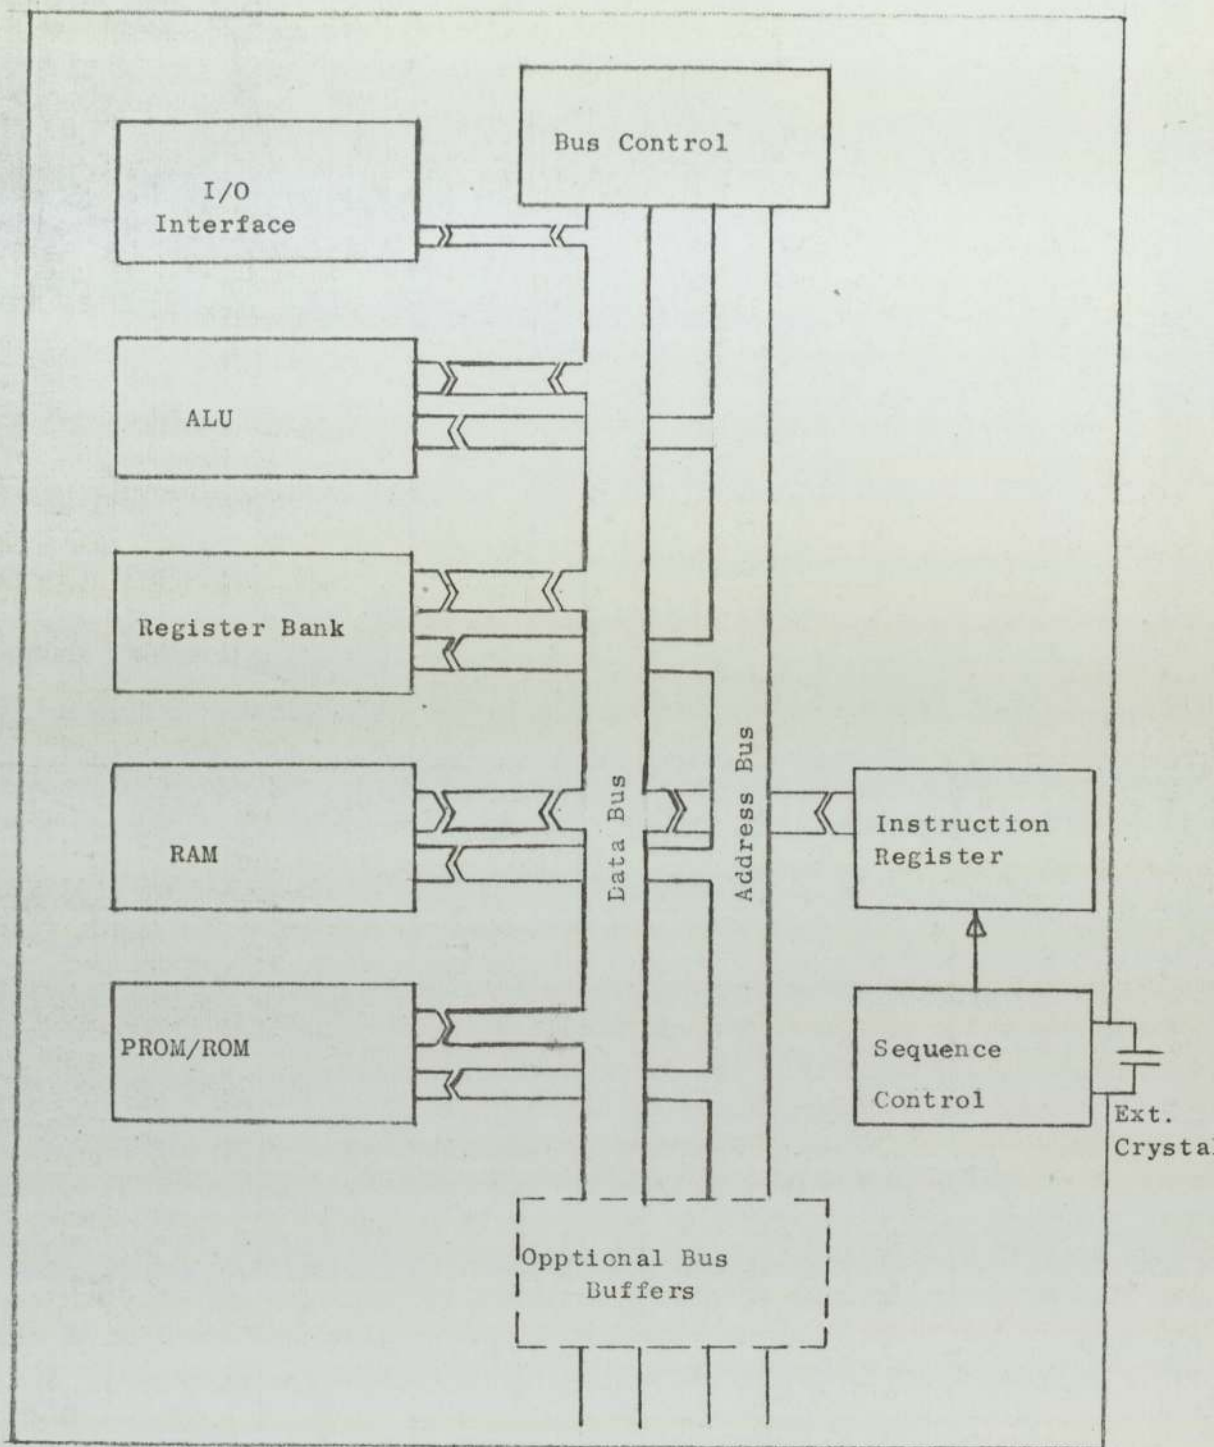 Bus Control
I/O
Interface
ALU
Register Bank
Data Bus
Address Bus
Instruction
Register
RAM
PROM/ROM
Sequence
Control
Ext.
Crystal
Opptional Bus
Buffers